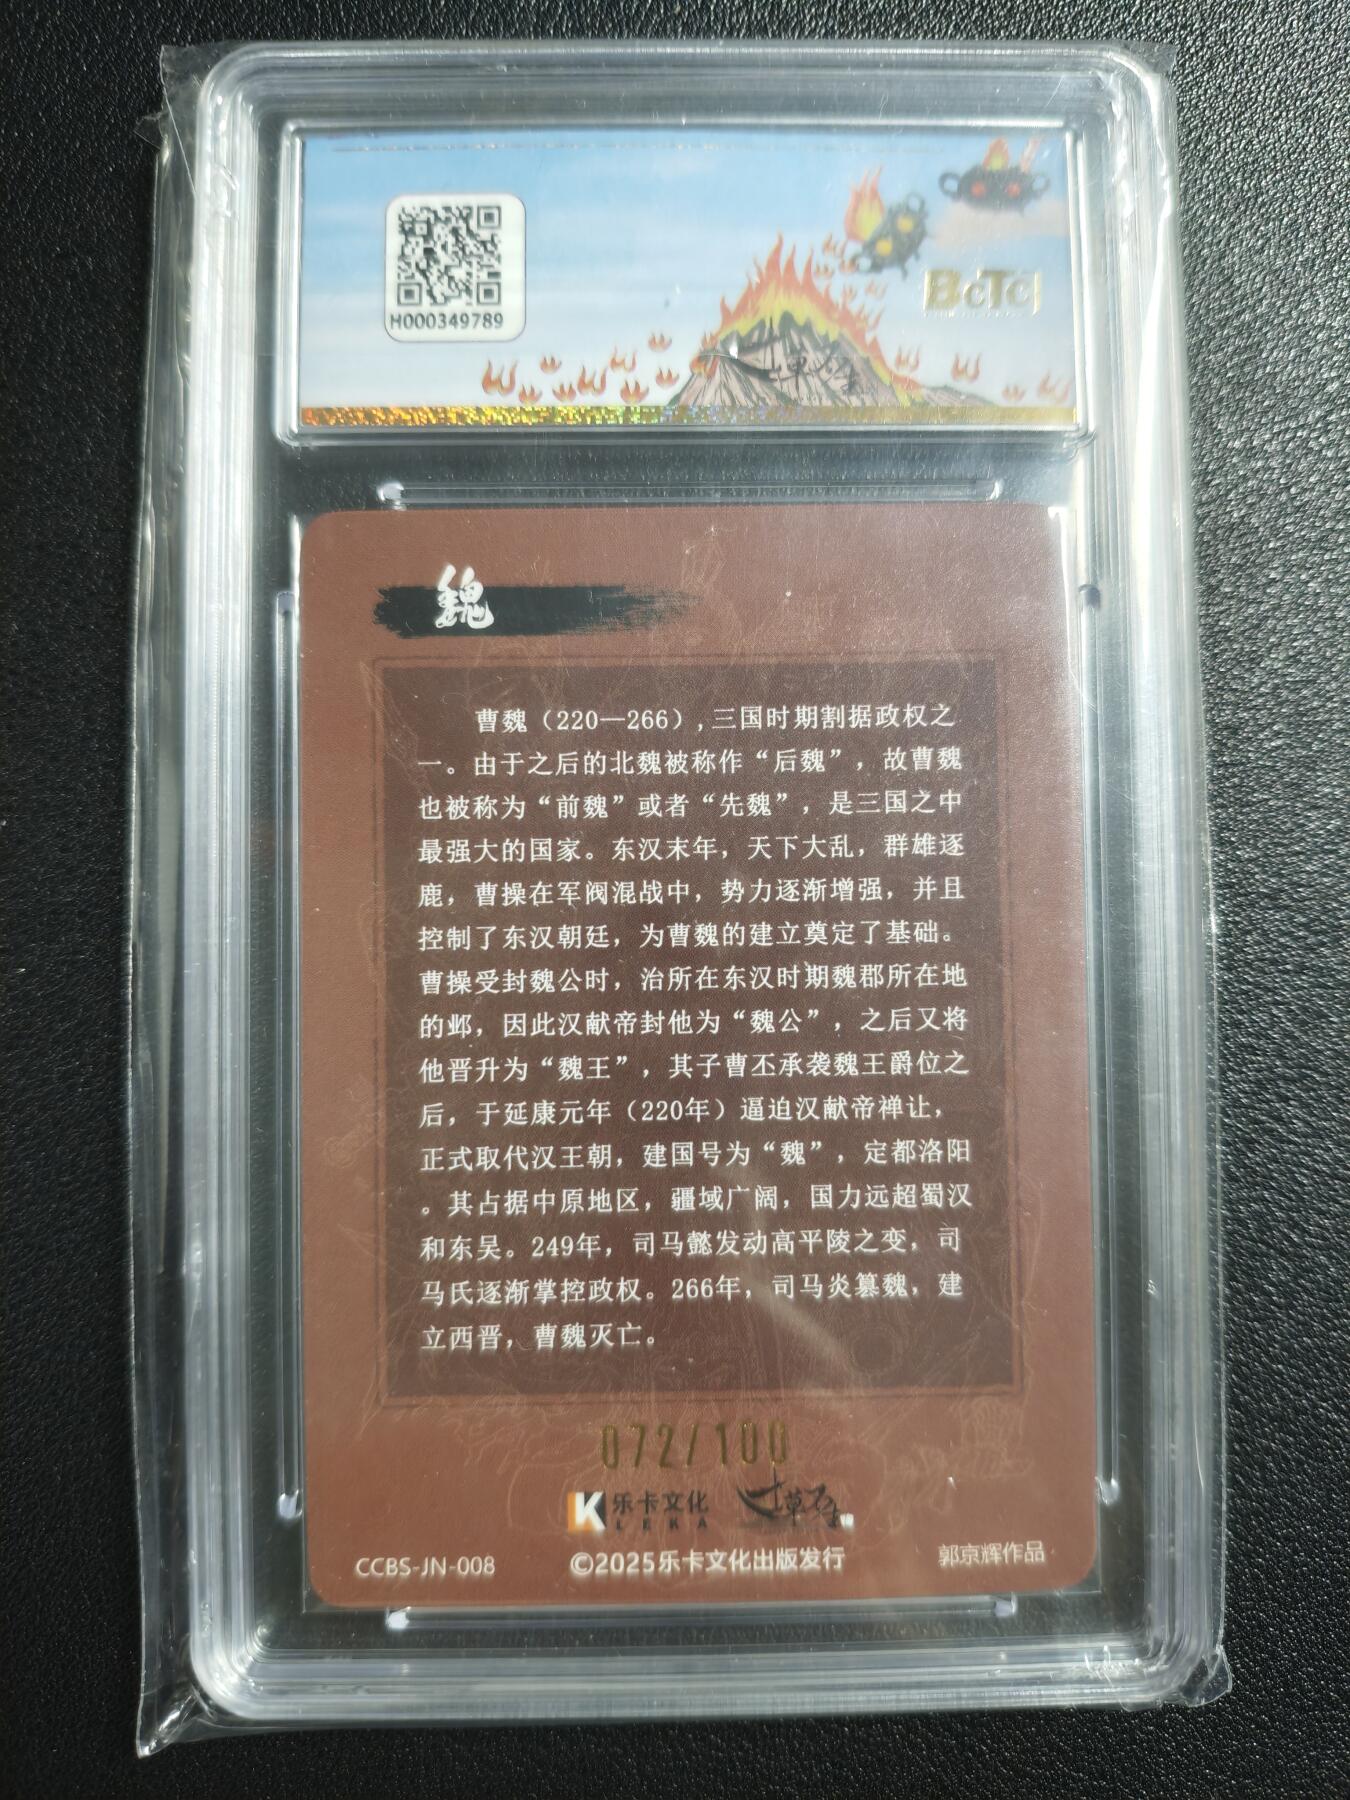 H000349789
BCTC
魏
曹魏（220—266）,三国时期割据政权之
一。由于之后的北魏被称作“后魏”，故曹魏
也被称为“前魏”或者“先魏”，是三国之中
最强大的国家。东汉末年，天下大乱，群雄逐
鹿，曹操在军阀混战中，势力逐渐增强，并且
控制了东汉朝廷，为曹魏的建立奠定了基础。
曹操受封魏公时，治所在东汉时期魏郡所在地
的邺，因此汉献帝封他为“魏公”，之后又将
他晋升为“魏王”，其子曹丕承袭魏王爵位之
后，于延康元年（220年）逼迫汉献帝禅让，
正式取代汉王朝，建国号为“魏”，定都洛阳
。其占据中原地区，疆域广阔，国力远超蜀汉
和东吴。249年，司马懿发动高平陵之变，司
马氏逐渐掌控政权。266年，司马炎篡魏，建
立西晋，曹魏灭亡。
072/100
K 乐卡文化
LEKA
CCBS-JN-008 ©2025乐卡文化出版发行 郭京辉作品